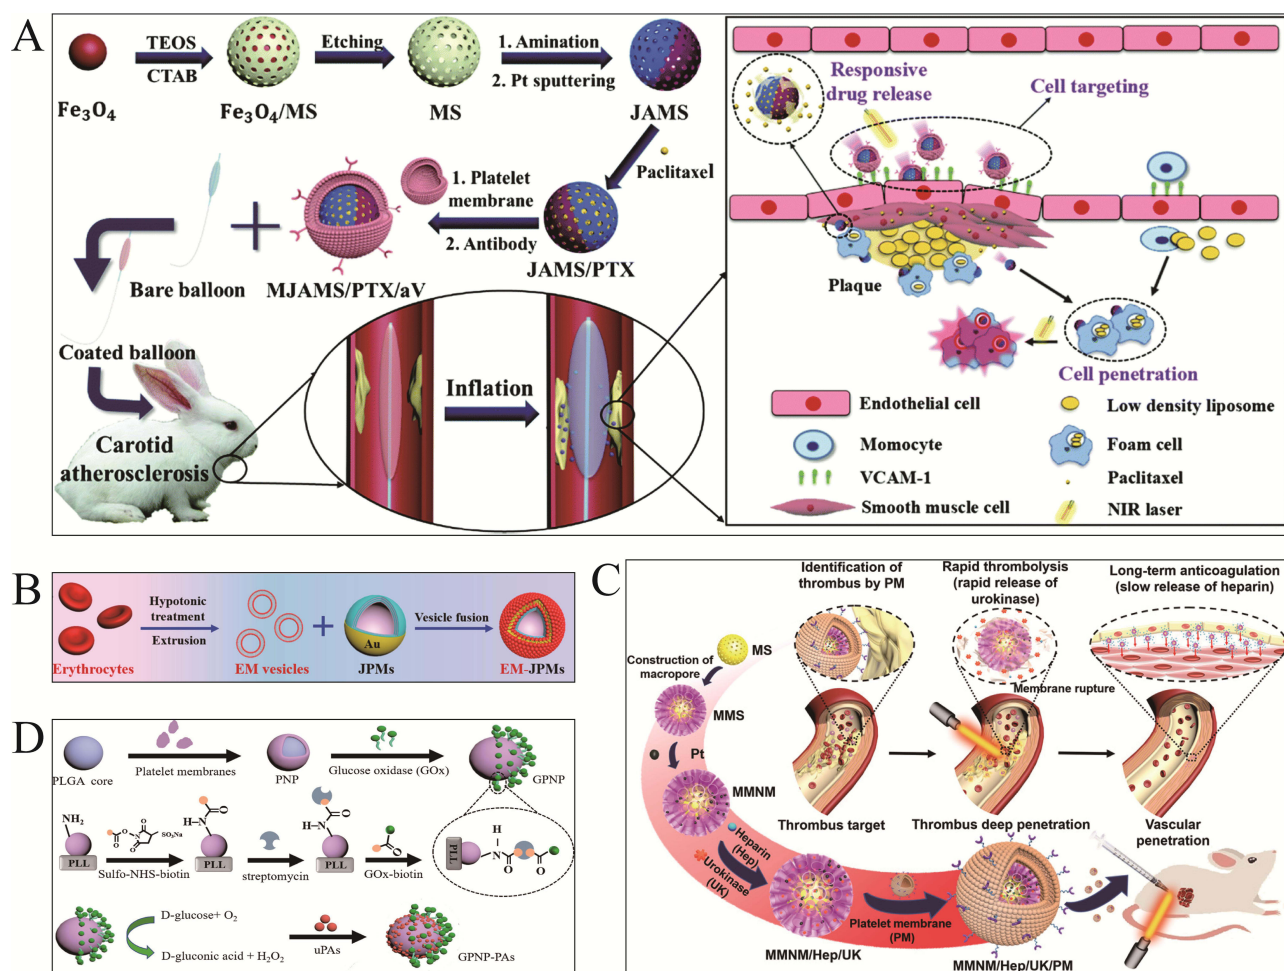 A
TEOS
CTAB
Etching
1. Amination
2. Pt sputtering
Fe3O4
Fe3O4/MS
MS
JAMS
Paclitaxel
1. Platelet
membrane
2. Antibody
JAMS/PTX
MJAMS/PTX/aV
Bare balloon
Coated balloon
Carotid
atherosclerosis
Inflation
Responsive
drug release
Cell targeting
Plaque
Cell penetration
Endothelial cell
Low density liposome
Momocyte
Foam cell
VCAM-1
Paclitaxel
Smooth muscle cell
NIR laser
B
Hypotonic
treatment
Extrusion
Erythrocytes
EM vesicles
Au
JPMs
Vesicle fusion
EM-JPMs
C
Identification of
thrombus by PM
Rapid thrombolysis
(rapid release of
urokinase)
Long-term anticoagulation
(slow release of heparin)
MS
Construction of
macropore
MMS
Pt
MMNM
Membrane rupture
Thrombus target
Thrombus deep penetration
Vascular
penetration
Heparin
(Hep)
Urokinase
(UK)
MMNM/Hep/UK
Platelet membrane
(PM)
MMNM/Hep/UK/PM
D
PLGA core
Platelet membranes
PNP
Glucose oxidase (GOx)
GPNP
NH2
PLL
O
O
N
O
O
SO3Na
Sulfo-NHS-biotin
O
H-N
PLL
streptomycin
O
H-N
PLL
O
GOx-biotin
PLL
H
N
O
O
D-glucose+ O2
D-gluconic acid + H2O2
uPAs
GPNP-PAs